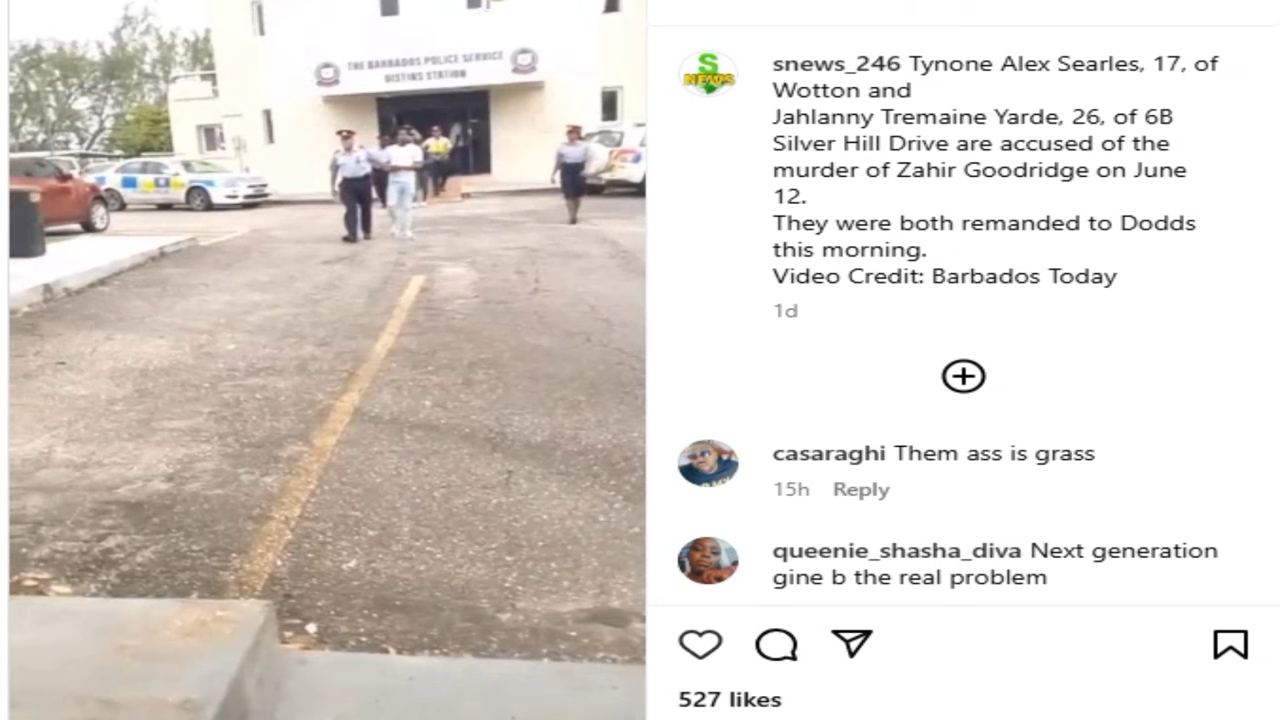 THE BARBADOS POLICE SERVICE
DISTINS STATION
S
NEWS
snews_246 Tynone Alex Searles, 17, of
Wotton and
Jahlanny Tremaine Yarde, 26, of 6B
Silver Hill Drive are accused of the
murder of Zahir Goodridge on June
12.
They were both remanded to Dodds
this morning.
Video Credit: Barbados Today
1d
casaraghi Them ass is grass
15h Reply
queenie_shasha_diva Next generation
gine b the real problem
527 likes